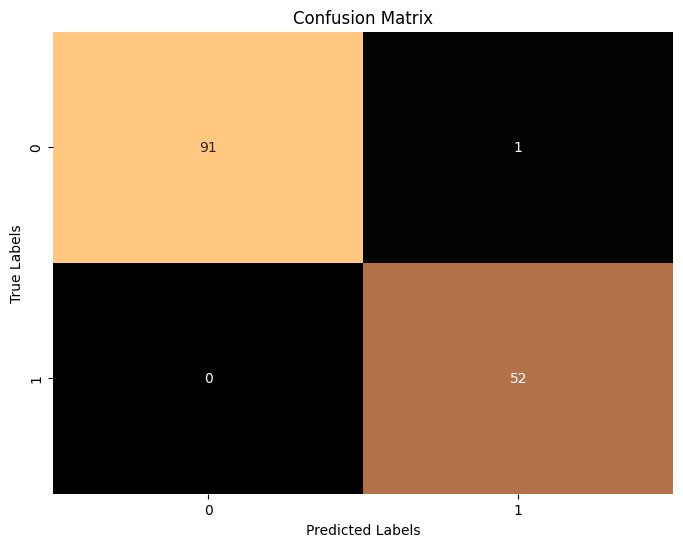 Confusion Matrix
True Labels
0
91
1
1
0
52
0
1
Predicted Labels